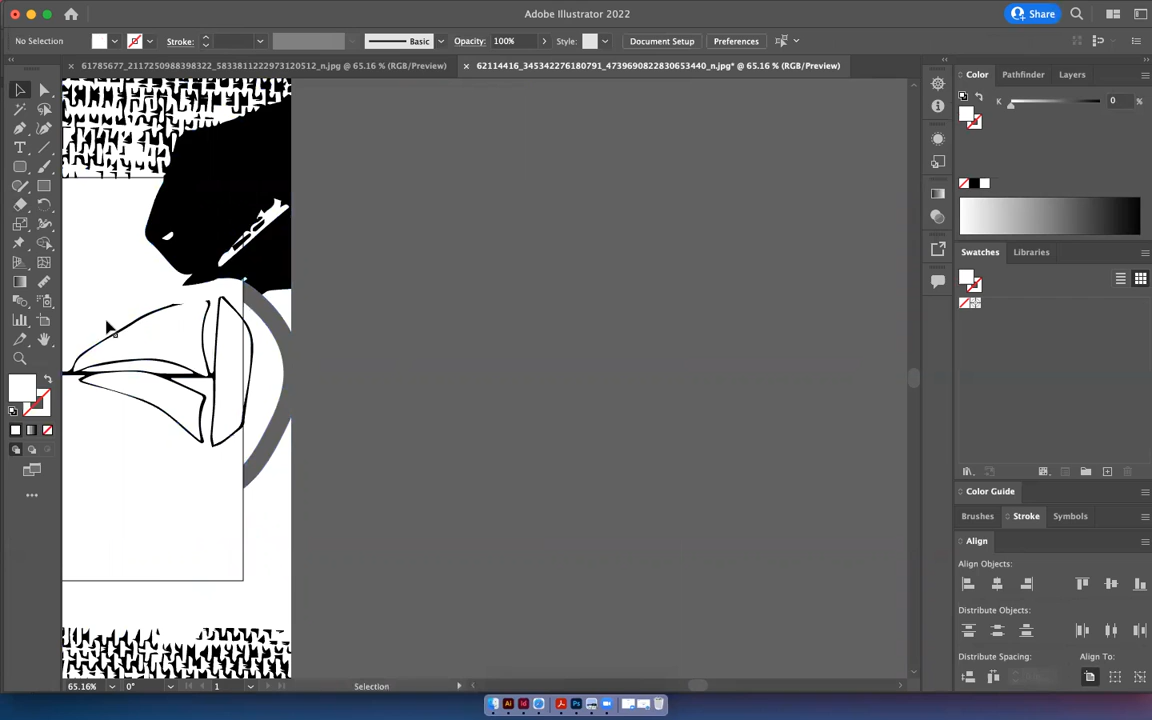 Adobe Illustrator 2022
Share
No Selection
Stroke:
Basic
Opacity: 100%
Style:
Document Setup
Preferences
61785677_2117250988398322_5833811222973120512_n.jpg @ 65.16 % (RGB/Preview)
62114416_345342276180791_4739690822830653440_n.jpg* @ 65.16 % (RGB/Preview)
Color
Pathfinder
Layers
K
0
%
Swatches
Libraries
Color Guide
Brushes
Stroke
Symbols
Align
Align Objects:
Distribute Objects:
Distribute Spacing:
Align To:
65.16%
0°
1
Selection